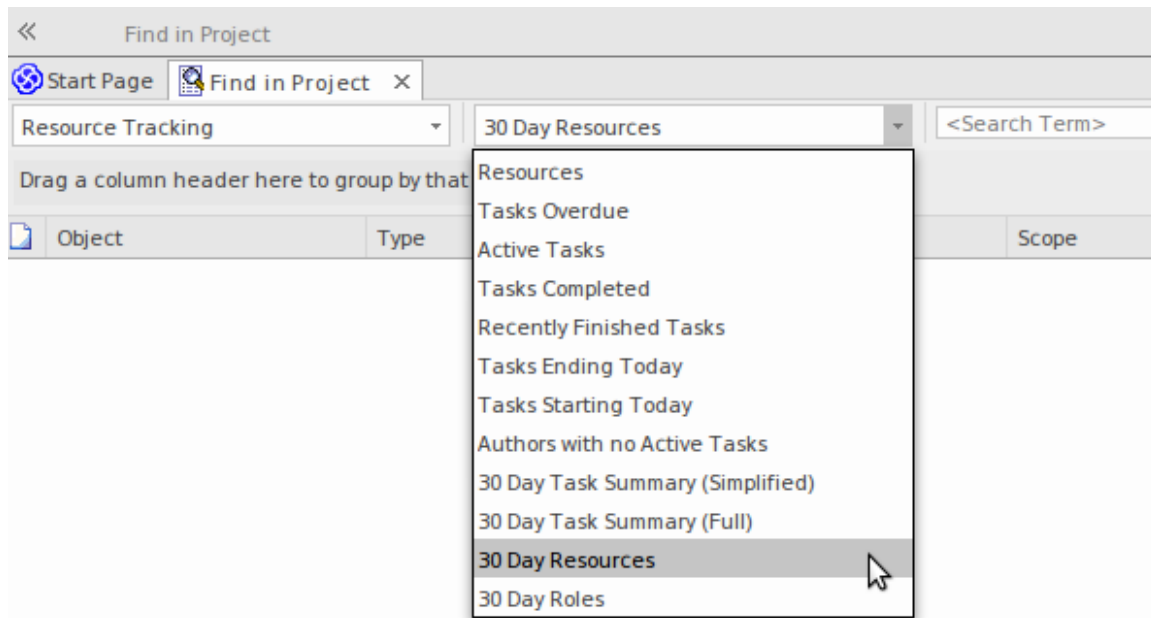 Find in Project
Start Page Find in Project
Resource Tracking 30 Day Resources <Search Term>
Drag a column header here to group by that
Object Type Scope
Resources
Tasks Overdue
Active Tasks
Tasks Completed
Recently Finished Tasks
Tasks Ending Today
Tasks Starting Today
Authors with no Active Tasks
30 Day Task Summary (Simplified)
30 Day Task Summary (Full)
30 Day Resources
30 Day Roles